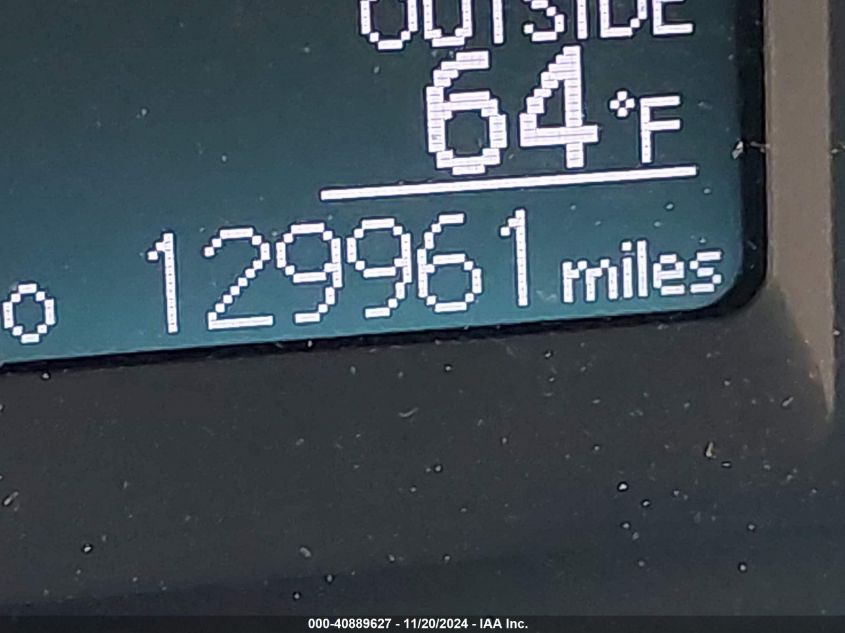 OUTSIDE
64°F
o 129961 miles
000-40889627 - 11/20/2024 - IAA Inc.